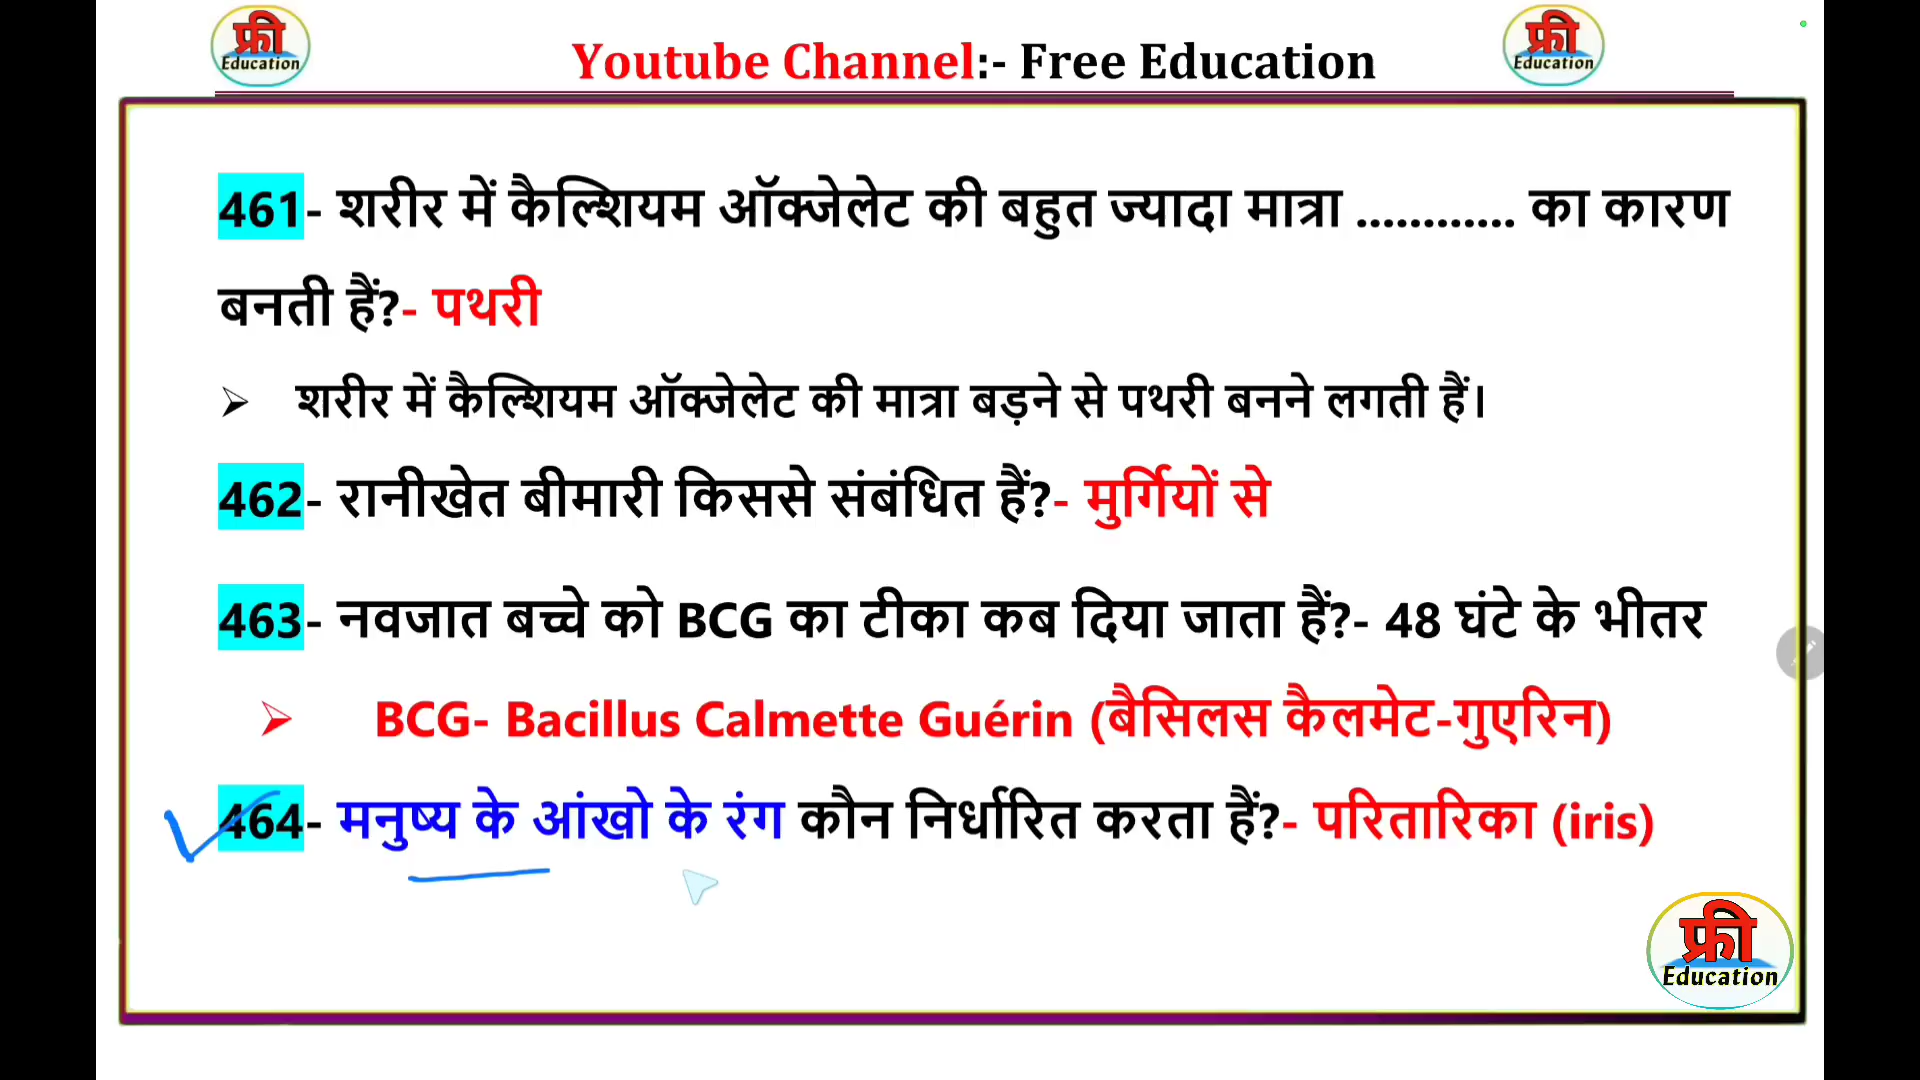 फ्री Education
Youtube Channel:- Free Education
फ्री Education
461- शरीर में कैल्शियम ऑक्जेलेट की बहुत ज्यादा मात्रा ............ का कारण
बनती हैं?- पथरी
➢ शरीर में कैल्शियम ऑक्जेलेट की मात्रा बड़ने से पथरी बनने लगती हैं।
462- रानीखेत बीमारी किससे संबंधित हैं?- मुर्गियों से
463- नवजात बच्चे को BCG का टीका कब दिया जाता हैं?- 48 घंटे के भीतर
➢ BCG- Bacillus Calmette Guérin (बैसिलस कैलमेट-गुएरिन)
464- मनुष्य के आंखो के रंग कौन निर्धारित करता हैं?- परितारिका (iris)
फ्री
Education